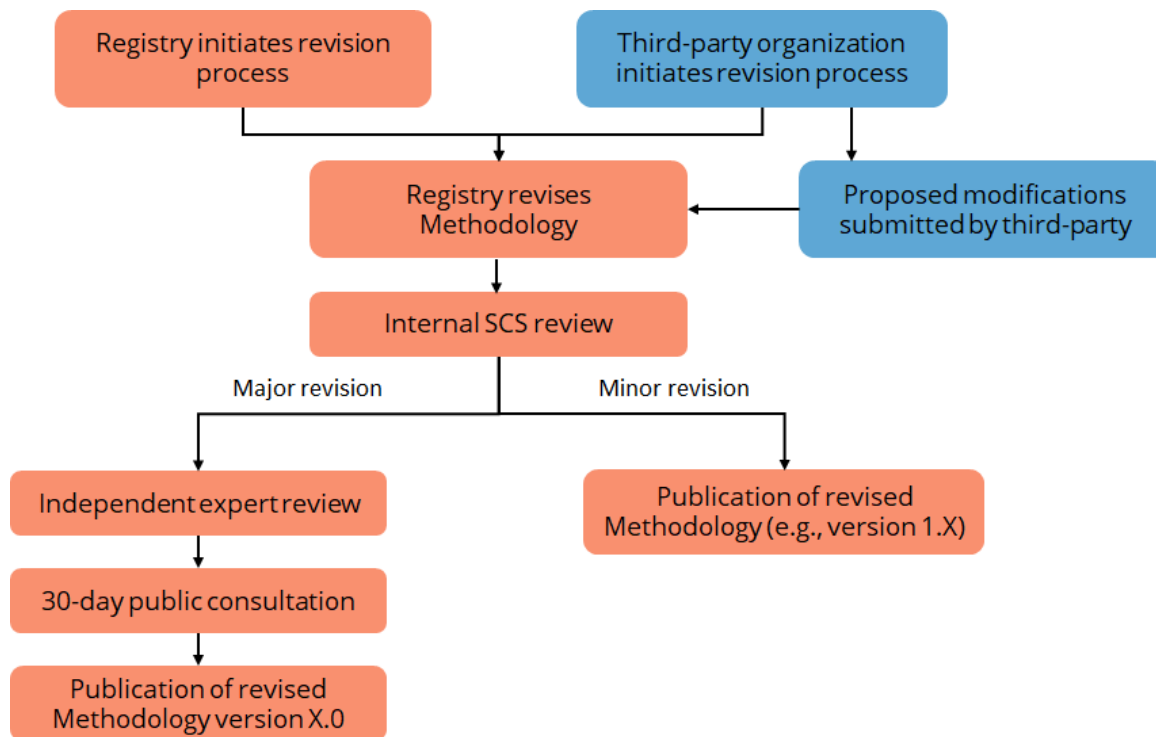 Registry initiates revision
process
Third-party organization
initiates revision process
Registry revises
Methodology
Proposed modifications
submitted by third-party
Internal SCS review
Major revision
Minor revision
Independent expert review
Publication of revised
Methodology (e.g., version 1.X)
30-day public consultation
Publication of revised
Methodology version X.0